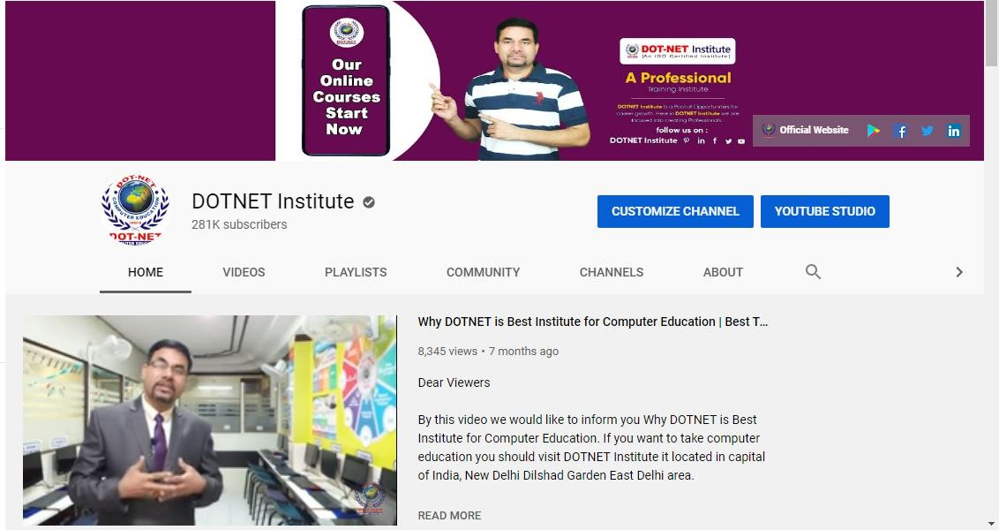 Our
Online
Courses
Start
Now
DOT-NET Institute
(An ISO Certified Institute)
A Professional
Training Institute
DOTNET Institute is a Pool of Opportunities for
career growth. Here in DOTNET Institute we are
focused into creating Professionals.
follow us on :
DOTNET Institute
Official Website
DOT-NET
COMPUTER EDUCATION
INDIA
DOT-NET
DOTNET Institute
281K subscribers
CUSTOMIZE CHANNEL
YOUTUBE STUDIO
HOME
VIDEOS
PLAYLISTS
COMMUNITY
CHANNELS
ABOUT
Why DOTNET is Best Institute for Computer Education | Best T...
8,345 views • 7 months ago
Dear Viewers
By this video we would like to inform you Why DOTNET is Best
Institute for Computer Education. If you want to take computer
education you should visit DOTNET Institute it located in capital
of India, New Delhi Dilshad Garden East Delhi area.
READ MORE
DOT-NET